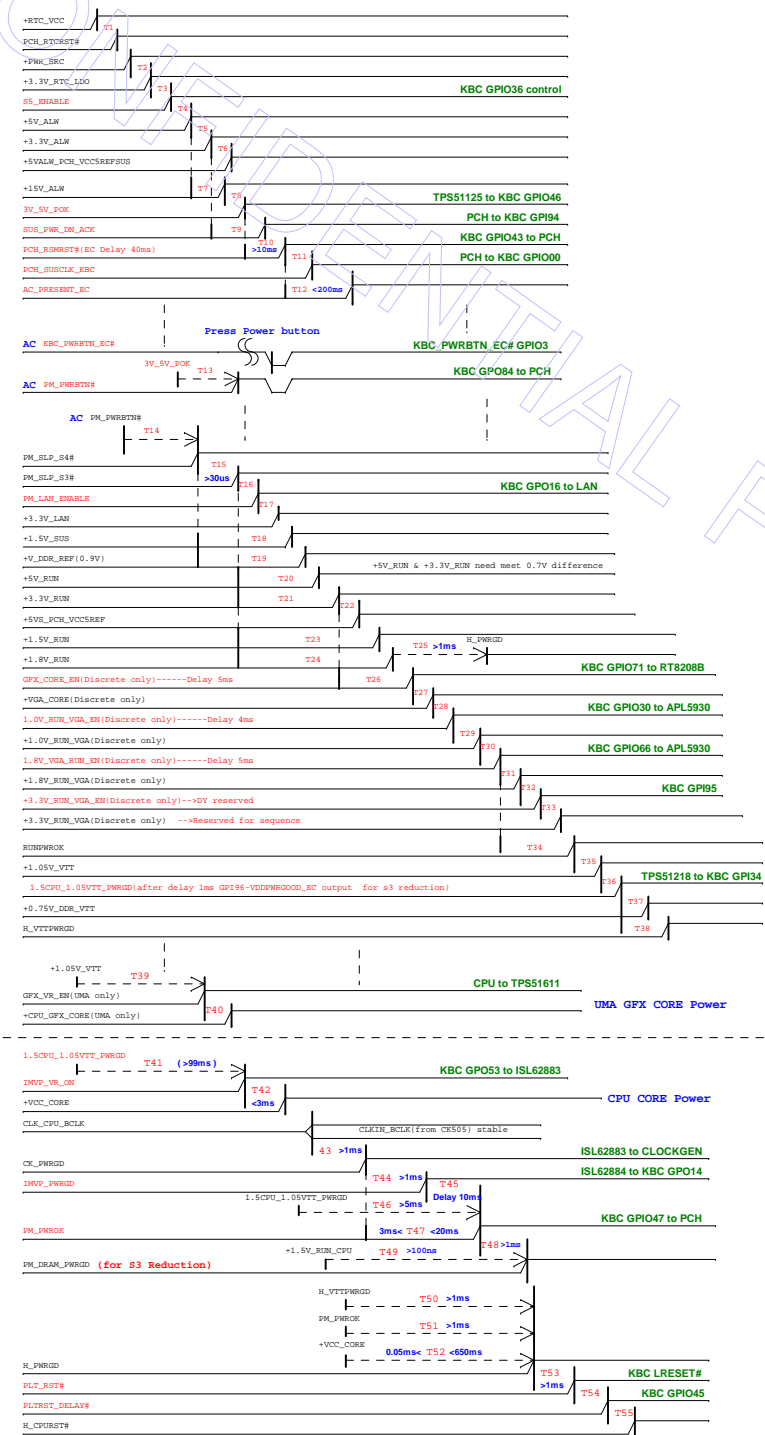 +RTC_VCC
T1
PCH_RTCRST#
+PWR_SRC
T2
+3.3V_RTC_LDO
T3
KBC GPIO36 control
S5_ENABLE
T4
+5V_ALW
T5
+3.3V_ALW
T6
+5VALW_PCH_VCC5REFSUS
+15V_ALW
T7
T8
TPS51125 to KBC GPIO46
3V_5V_POK
PCH to KBC GPI94
SUS_PWR_DN_ACK
T9
T10
KBC GPIO43 to PCH
PCH_RSMRST#(EC Delay 40ms)
>10ms
T11
PCH to KBC GPIO00
PCH_SUSCLK_KBC
AC_PRESENT_EC
T12 <200ms
Press Power button
AC KBC_PWRBTN_EC#
KBC_PWRBTN_EC# GPIO3
3V_5V_POK
T13
KBC GPO84 to PCH
AC PM_PWRBTN#
AC PM_PWRBTN#
T14
PM_SLP_S4#
T15
PM_SLP_S3#
>30us
T16
KBC GPO16 to LAN
PM_LAN_ENABLE
T17
+3.3V_LAN
+1.5V_SUS
T18
+V_DDR_REF(0.9V)
T19
+5V_RUN & +3.3V_RUN need meet 0.7V difference
+5V_RUN
T20
+3.3V_RUN
T21
T22
+5VS_PCH_VCC5REF
+1.5V_RUN
T23
T25 >1ms
H_PWRGD
+1.8V_RUN
T24
KBC GPIO71 to RT8208B
GFX_CORE_EN(Discrete only)------Delay 5ms
T26
T27
+VGA_CORE(Discrete only)
T28
KBC GPIO30 to APL5930
1.0V_RUN_VGA_EN(Discrete only)------Delay 4ms
T29
+1.0V_RUN_VGA(Discrete only)
T30
KBC GPIO66 to APL5930
1.8V_VGA_RUN_EN(Discrete only)------Delay 5ms
T31
+1.8V_RUN_VGA(Discrete only)
T32
KBC GPI95
+3.3V_RUN_VGA_EN(Discrete only)-->DY reserved
T33
+3.3V_RUN_VGA(Discrete only) -->Reserved for sequence
RUNPWROK
T34
T35
+1.05V_VTT
T36
TPS51218 to KBC GPI34
1.5CPU_1.05VTT_PWRGD(after delay 1ms GPI96-VDDPWRGOOD_EC output for s3 reduction)
T37
+0.75V_DDR_VTT
H_VTTPWRGD
T38
+1.05V_VTT
T39
CPU to TPS51611
GFX_VR_EN(UMA only)
T40
UMA GFX CORE Power
+CPU_GFX_CORE(UMA only)
1.5CPU_1.05VTT_PWRGD
T41 (>99ms)
KBC GPO53 to ISL62883
IMVP_VR_ON
T42
+VCC_CORE
<3ms
CPU CORE Power
CLK_CPU_BCLK
CLKIN_BCLK(from CK505) stable
43 >1ms
ISL62883 to CLOCKGEN
CK_PWRGD
T44 >1ms
ISL62884 to KBC GPO14
IMVP_PWRGD
T45
1.5CPU_1.05VTT_PWRGD
Delay 10ms
T46 >5ms
KBC GPIO47 to PCH
PM_PWROK
3ms< T47 <20ms
T48 >1ms
+1.5V_RUN_CPU
T49 >100ns
PM_DRAM_PWRGD (for S3 Reduction)
H_VTTPWRGD
T50 >1ms
PM_PWROK
T51 >1ms
+VCC_CORE
0.05ms< T52 <650ms
H_PWRGD
T53
KBC LRESET#
PLT_RST#
>1ms
T54
KBC GPIO45
PLTRST_DELAY#
T55
H_CPURST#